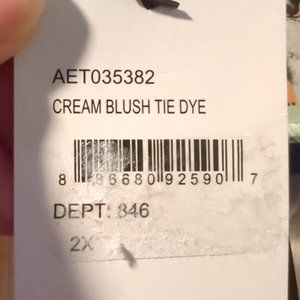 AET035382
CREAM BLUSH TIE DYE
8 86680 92590 7
DEPT: 846
2X